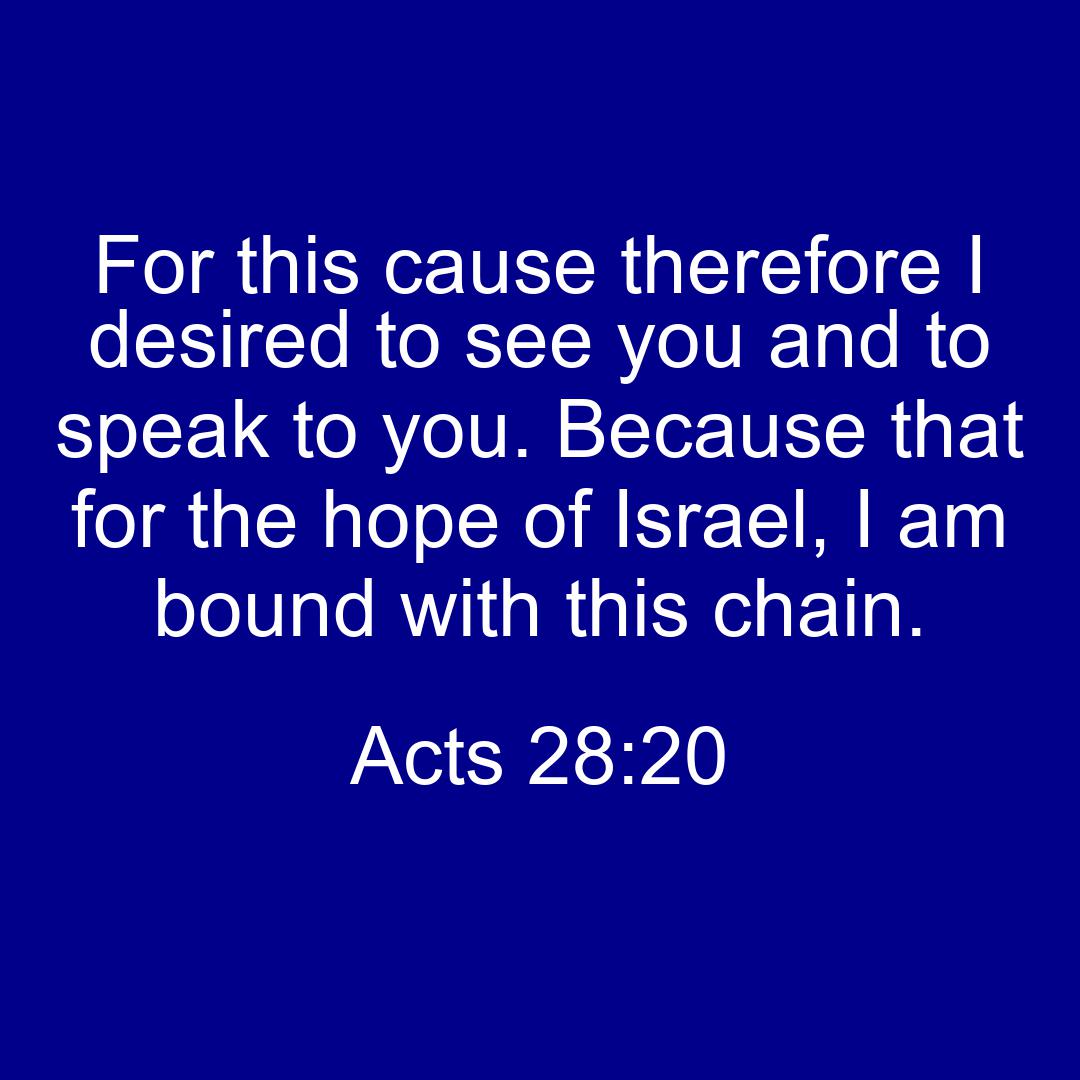 For this cause therefore I
desired to see you and to
speak to you. Because that
for the hope of Israel, I am
bound with this chain.
Acts 28:20